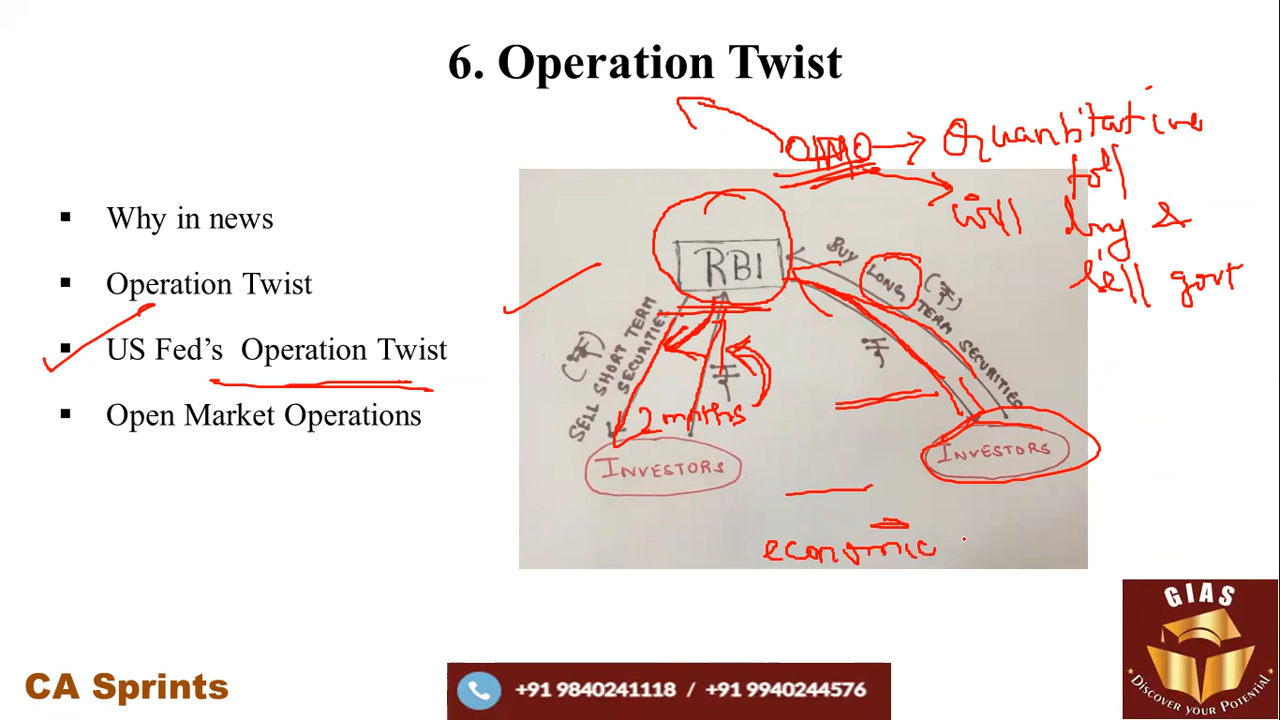 6. Operation Twist
OMO → Quantitative
will buy & sell govt
▪ Why in news
▪ Operation Twist
▪ US Fed’s Operation Twist
▪ Open Market Operations
RBI
BUY LONG TERM SECURITIES
(₹)
₹
(₹)
SELL SHORT TERM SECURITIES
₹
2 months
INVESTORS
INVESTORS
economic
GIAS
DISCOVER YOUR POTENTIAL
CA Sprints
+91 9840241118 / +91 9940244576